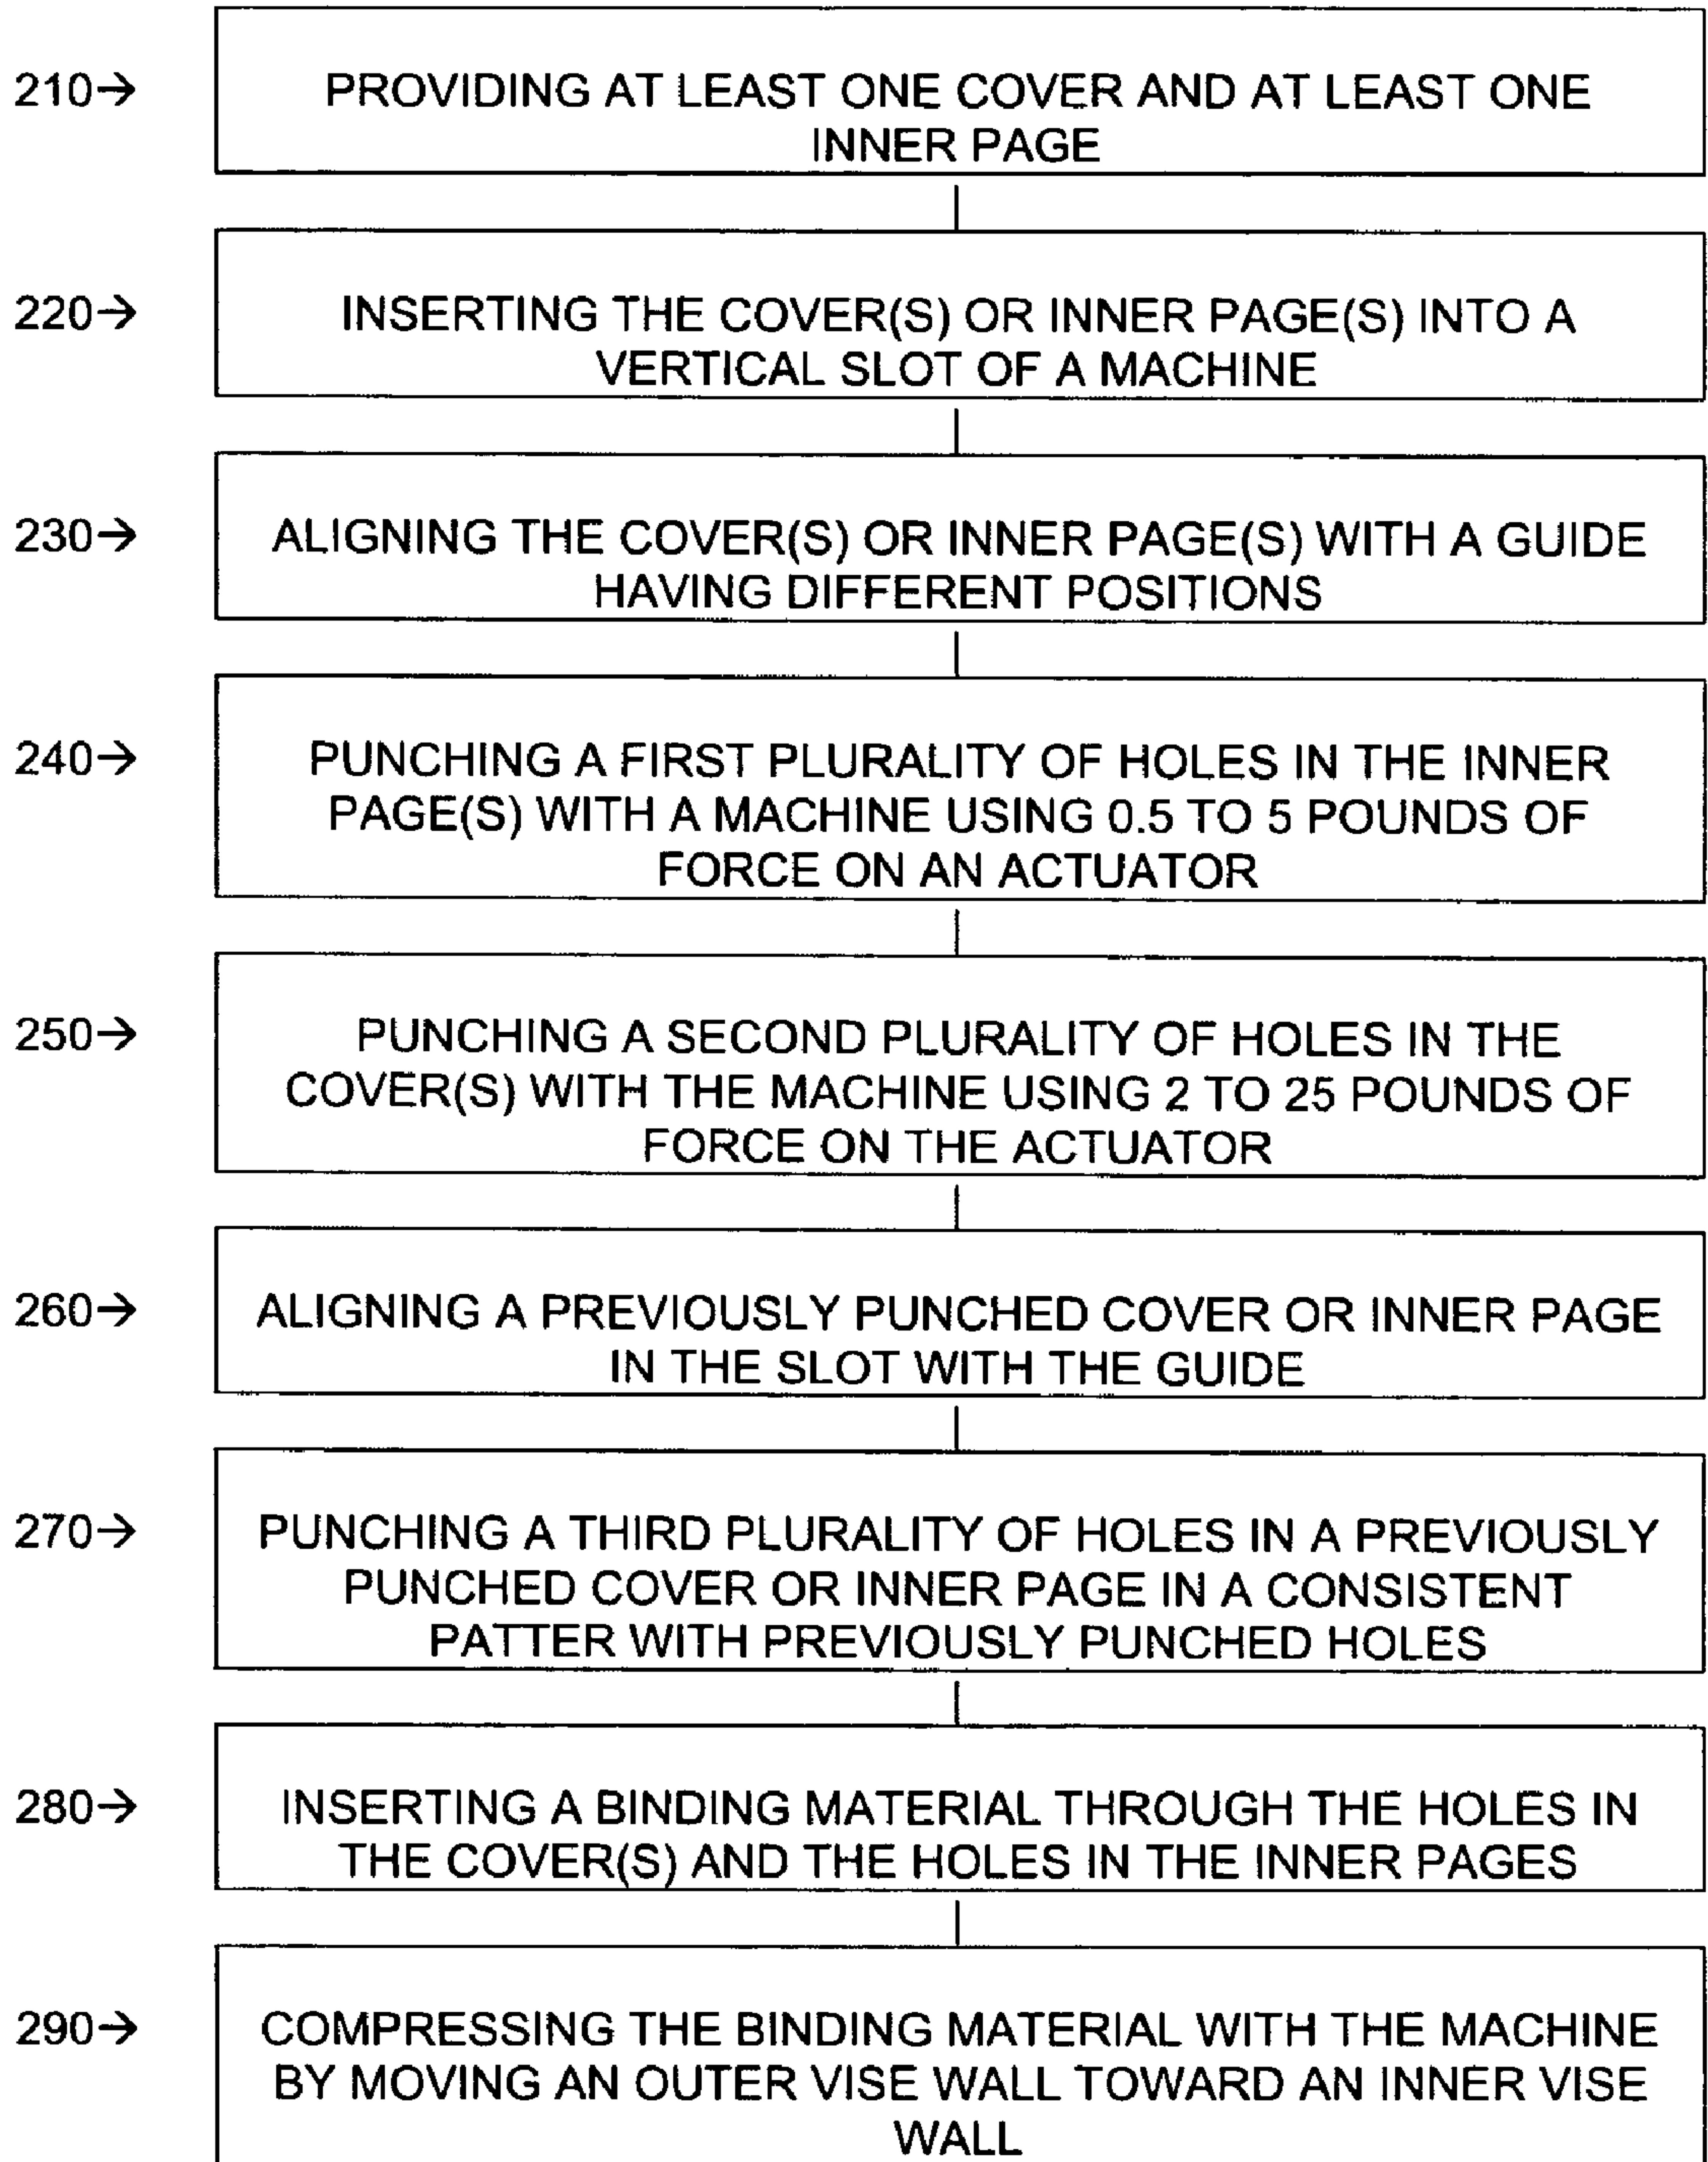 210→ PROVIDING AT LEAST ONE COVER AND AT LEAST ONE
INNER PAGE
220→ INSERTING THE COVER(S) OR INNER PAGE(S) INTO A
VERTICAL SLOT OF A MACHINE
230→ ALIGNING THE COVER(S) OR INNER PAGE(S) WITH A GUIDE
HAVING DIFFERENT POSITIONS
240→ PUNCHING A FIRST PLURALITY OF HOLES IN THE INNER
PAGE(S) WITH A MACHINE USING 0.5 TO 5 POUNDS OF
FORCE ON AN ACTUATOR
250→ PUNCHING A SECOND PLURALITY OF HOLES IN THE
COVER(S) WITH THE MACHINE USING 2 TO 25 POUNDS OF
FORCE ON THE ACTUATOR
260→ ALIGNING A PREVIOUSLY PUNCHED COVER OR INNER PAGE
IN THE SLOT WITH THE GUIDE
270→ PUNCHING A THIRD PLURALITY OF HOLES IN A PREVIOUSLY
PUNCHED COVER OR INNER PAGE IN A CONSISTENT
PATTER WITH PREVIOUSLY PUNCHED HOLES
280→ INSERTING A BINDING MATERIAL THROUGH THE HOLES IN
THE COVER(S) AND THE HOLES IN THE INNER PAGES
290→ COMPRESSING THE BINDING MATERIAL WITH THE MACHINE
BY MOVING AN OUTER VISE WALL TOWARD AN INNER VISE
WALL